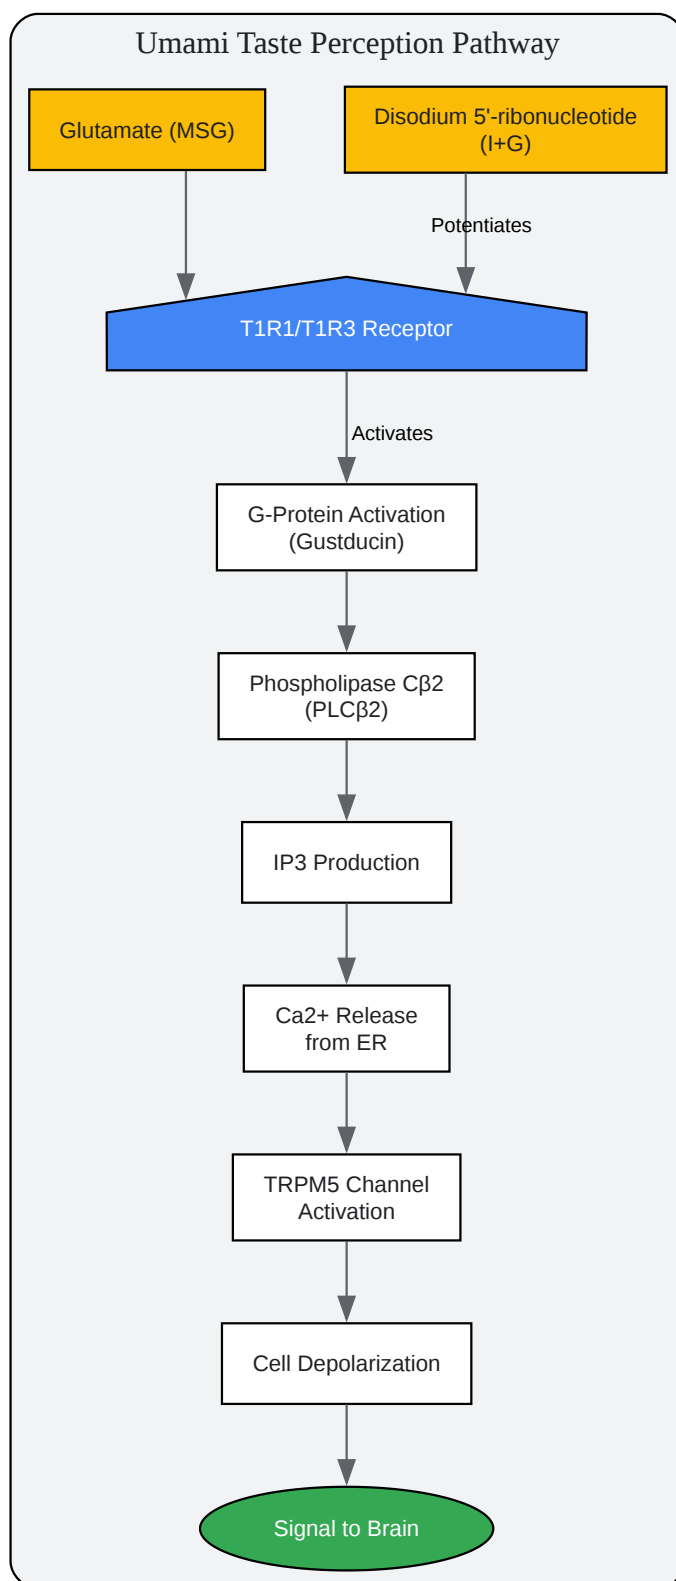 Umami Taste Perception Pathway
Glutamate (MSG)
Disodium 5'-ribonucleotide
(I+G)
Potentiates
T1R1/T1R3 Receptor
Activates
G-Protein Activation
(Gustducin)
Phospholipase Cβ2
(PLCβ2)
IP3 Production
Ca2+ Release
from ER
TRPM5 Channel
Activation
Cell Depolarization
Signal to Brain